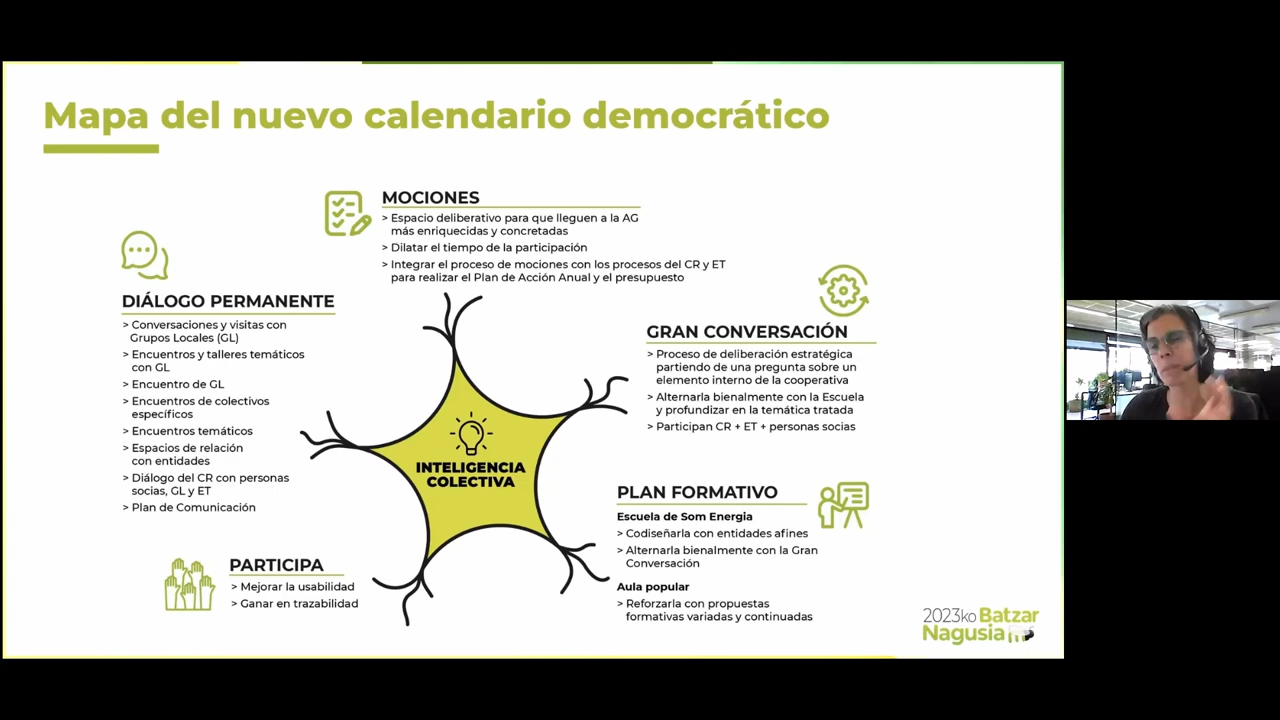 Mapa del nuevo calendario democrático
MOCIONES
> Espacio deliberativo para que lleguen a la AG
más enriquecidas y concretadas
> Dilatar el tiempo de la participación
> Integrar el proceso de mociones con los procesos del CR y ET
para realizar el Plan de Acción Anual y el presupuesto
DIÁLOGO PERMANENTE
> Conversaciones y visitas con
Grupos Locales (GL)
> Encuentros y talleres temáticos
con GL
> Encuentro de GL
> Encuentros de colectivos
específicos
> Encuentros temáticos
> Espacios de relación
con entidades
> Diálogo del CR con personas
socias, GL y ET
> Plan de Comunicación
GRAN CONVERSACIÓN
> Proceso de deliberación estratégica
partiendo de una pregunta sobre un
elemento interno de la cooperativa
> Alternarla bienalmente con la Escuela
y profundizar en la temática tratada
> Participan CR + ET + personas socias
INTELIGENCIA
COLECTIVA
PLAN FORMATIVO
Escuela de Som Energia
> Codiseñarla con entidades afines
> Alternarla bienalmente con la Gran
Conversación
Aula popular
> Reforzarla con propuestas
formativas variadas y continuadas
PARTICIPA
> Mejorar la usabilidad
> Ganar en trazabilidad
2023ko Batzar
Nagusia